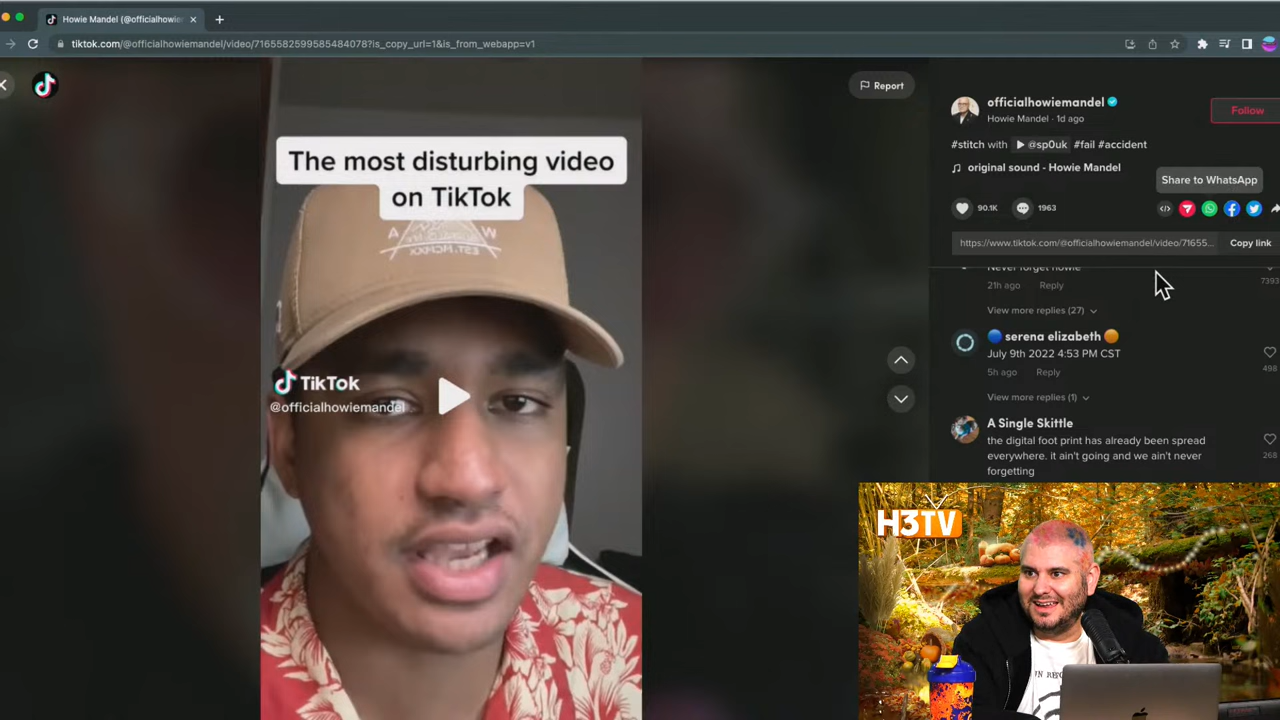 Howie Mandel (@officialhowie
tiktok.com/@officialhowiemandel/video/7165582599585484078?is_copy_url=1&is_from_webapp=v1
Report
The most disturbing video
on TikTok
W A
EST.MCMXX
TikTok
@officialhowiemandel
officialhowiemandel
Howie Mandel · 1d ago
Follow
#stitch with @sp0uk #fail #accident
original sound - Howie Mandel
Share to WhatsApp
90.1K
1963
https://www.tiktok.com/@officialhowiemandel/video/71655...
Copy link
Never forget howie
21h ago Reply
7393
View more replies (27)
serena elizabeth
July 9th 2022 4:53 PM CST
5h ago Reply
498
View more replies (1)
A Single Skittle
the digital foot print has already been spread
everywhere. it ain't going and we ain't never
forgetting
268
H3TV